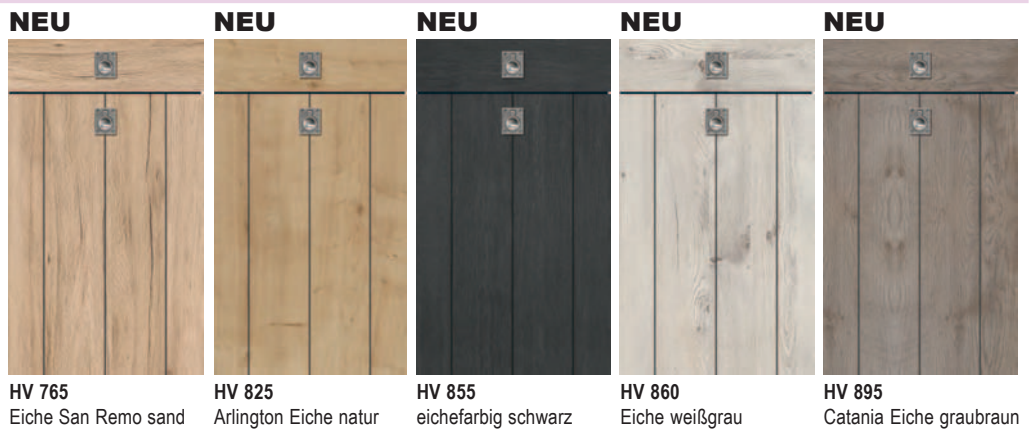 NEU NEU NEU NEU NEU
HV 765 HV 825 HV 855 HV 860 HV 895
Eiche San Remo sand Arlington Eiche natur eichefarbig schwarz Eiche weißgrau Catania Eiche graubraun